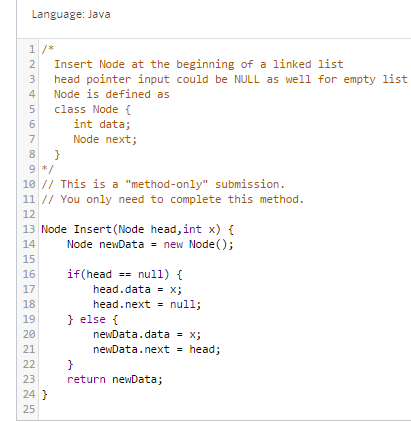 Language: Java
1 /*
2   Insert Node at the beginning of a linked list
3   head pointer input could be NULL as well for empty list
4   Node is defined as
5   class Node {
6      int data;
7      Node next;
8   }
9 */
10 // This is a "method-only" submission.
11 // You only need to complete this method.
12
13 Node Insert(Node head,int x) {
14     Node newData = new Node();
15
16     if(head == null) {
17         head.data = x;
18         head.next = null;
19     } else {
20         newData.data = x;
21         newData.next = head;
22     }
23     return newData;
24 }
25